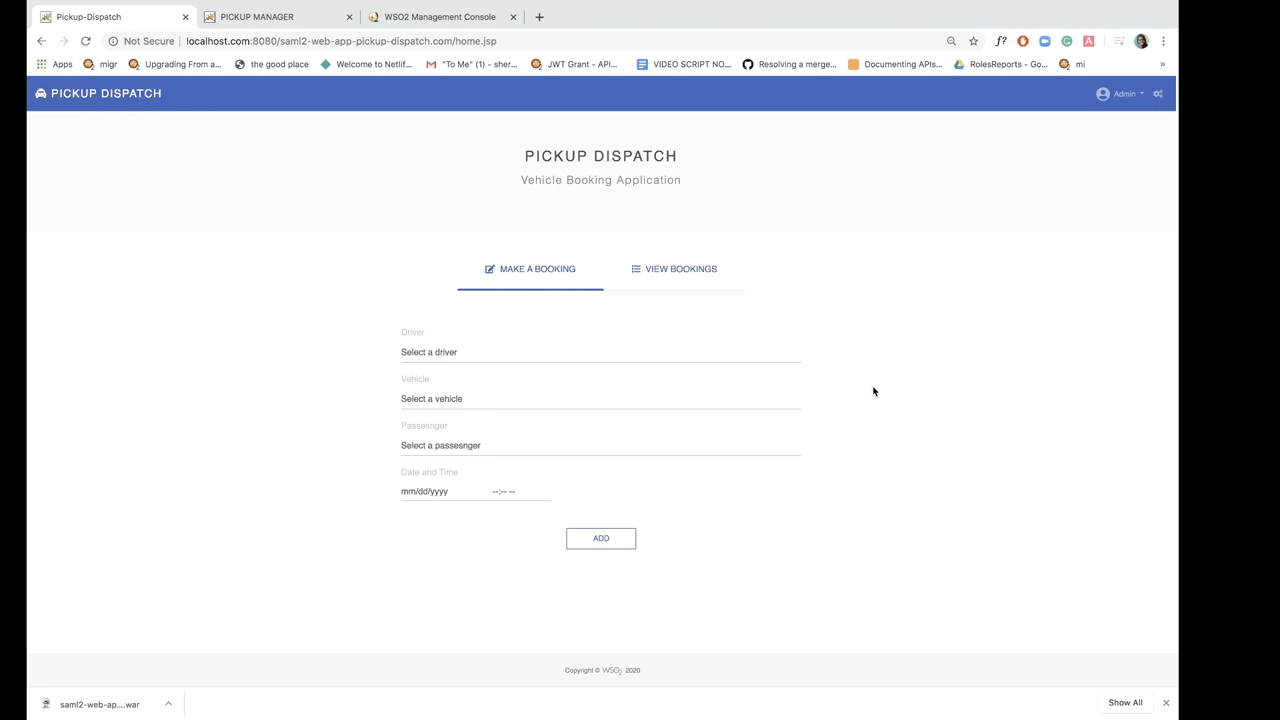 Pickup-Dispatch
PICKUP MANAGER
WSO2 Management Console
Not Secure localhost.com:8080/saml2-web-app-pickup-dispatch.com/home.jsp
Apps migr Upgrading From a... the good place Welcome to Netlif... "To Me" (1) - sher... JWT Grant - API... VIDEO SCRIPT NO... Resolving a merge... Documenting APIs... RolesReports - Go... mi »
PICKUP DISPATCH
Admin
PICKUP DISPATCH
Vehicle Booking Application
MAKE A BOOKING VIEW BOOKINGS
Driver
Select a driver
Vehicle
Select a vehicle
Passesnger
Select a passesnger
Date and Time
mm/dd/yyyy --:-- --
ADD
Copyright © WSO2 2020
saml2-web-ap....war
Show All